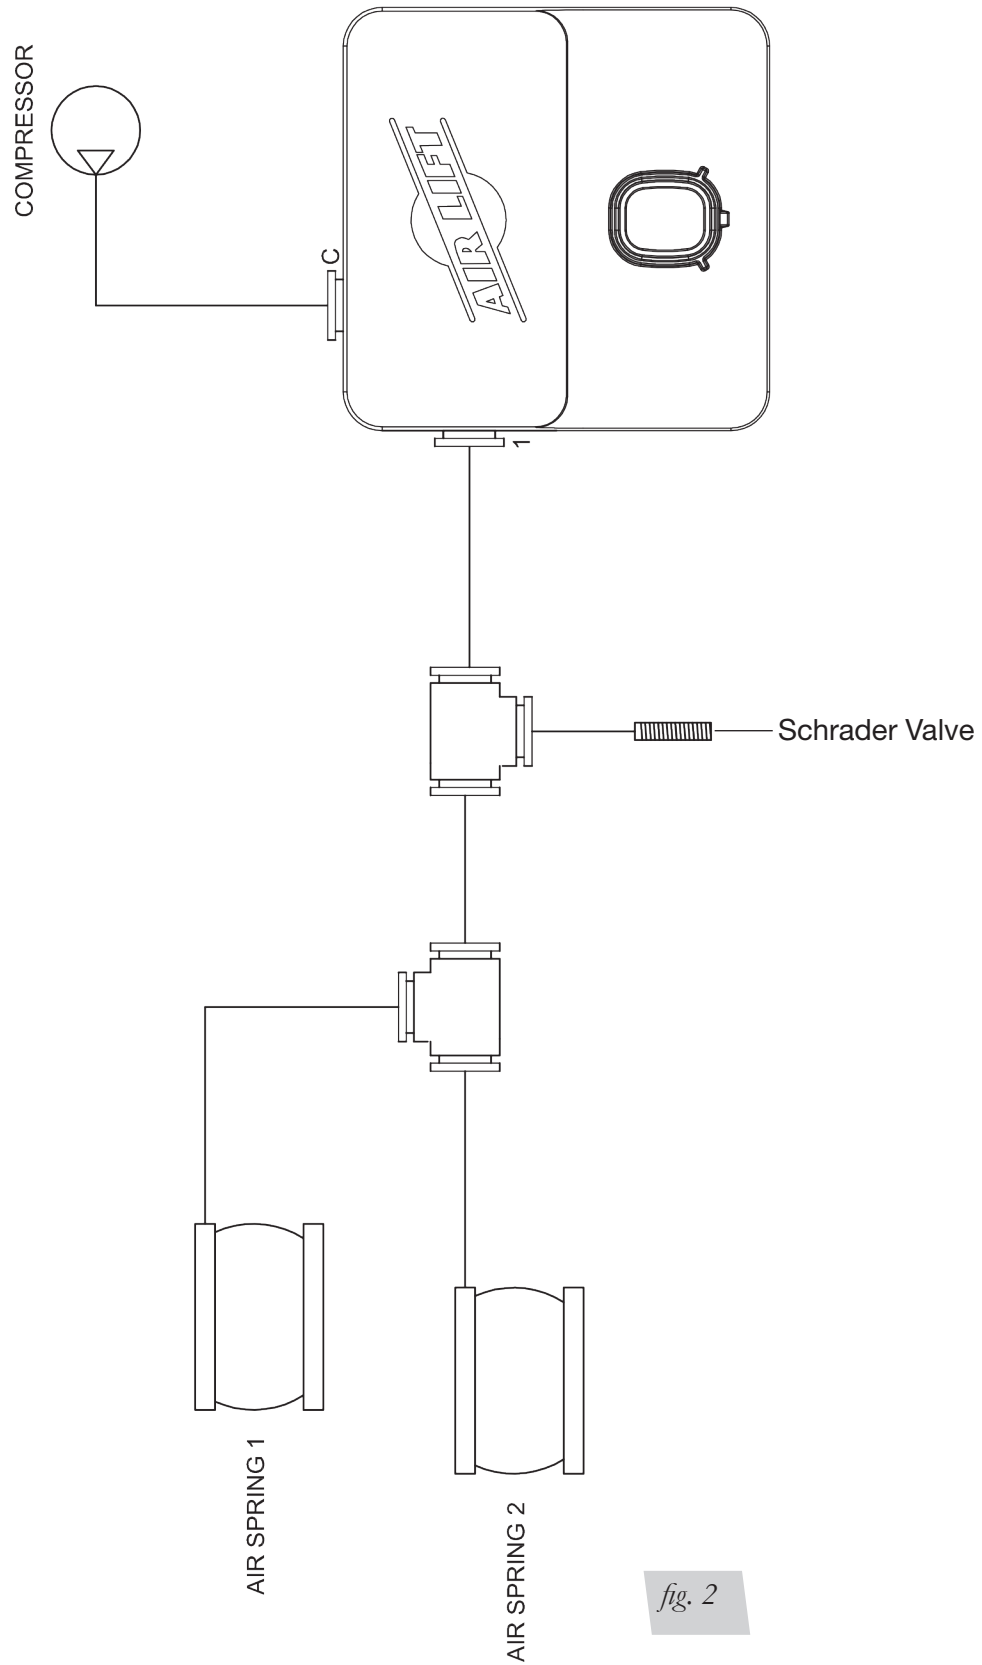 COMPRESSOR
AIR LIFT
C
1
Schrader Valve
AIR SPRING 1
AIR SPRING 2
fig. 2